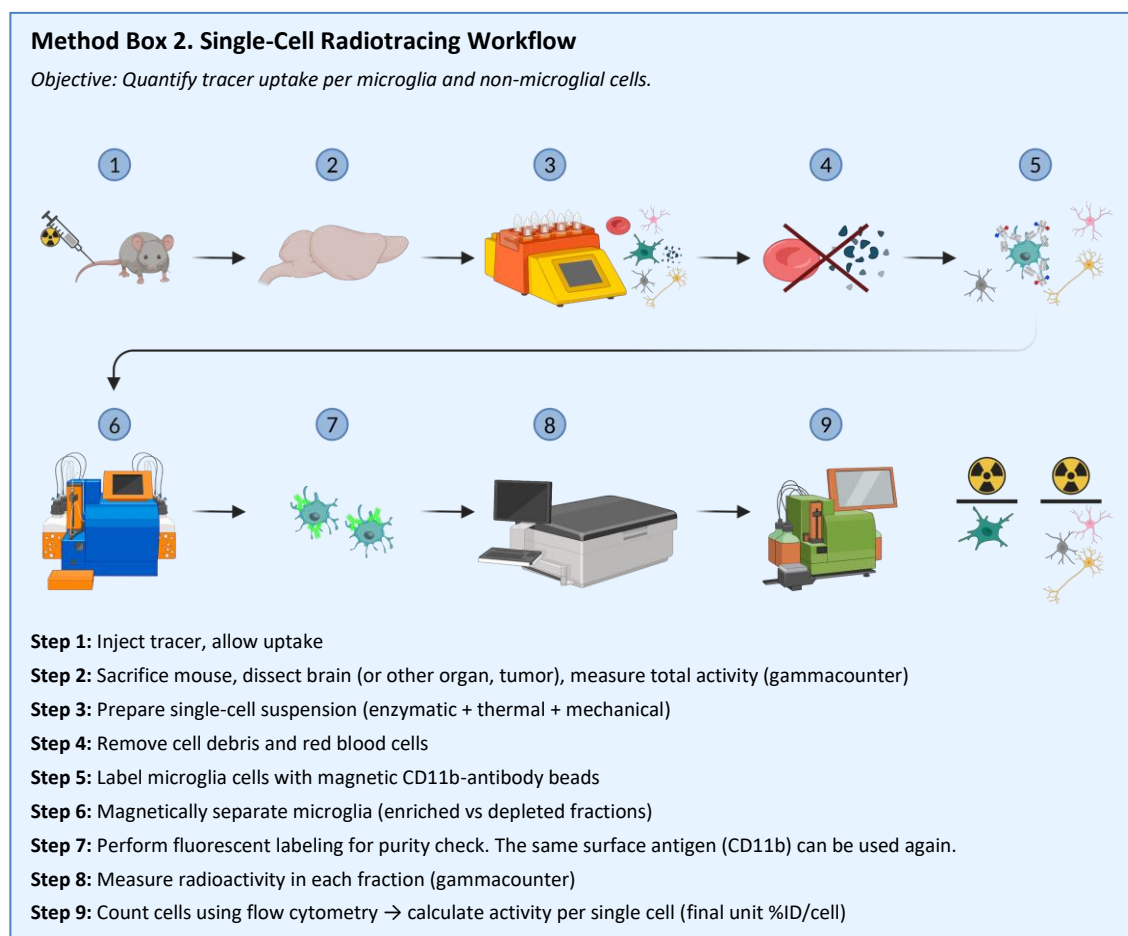 Method Box 2. Single-Cell Radiotracing Workflow
Objective: Quantify tracer uptake per microglia and non-microglial cells.
1 2 3 4 5
6 7 8 9
Step 1: Inject tracer, allow uptake
Step 2: Sacrifice mouse, dissect brain (or other organ, tumor), measure total activity (gammacounter)
Step 3: Prepare single-cell suspension (enzymatic + thermal + mechanical)
Step 4: Remove cell debris and red blood cells
Step 5: Label microglia cells with magnetic CD11b-antibody beads
Step 6: Magnetically separate microglia (enriched vs depleted fractions)
Step 7: Perform fluorescent labeling for purity check. The same surface antigen (CD11b) can be used again.
Step 8: Measure radioactivity in each fraction (gammacounter)
Step 9: Count cells using flow cytometry → calculate activity per single cell (final unit %ID/cell)